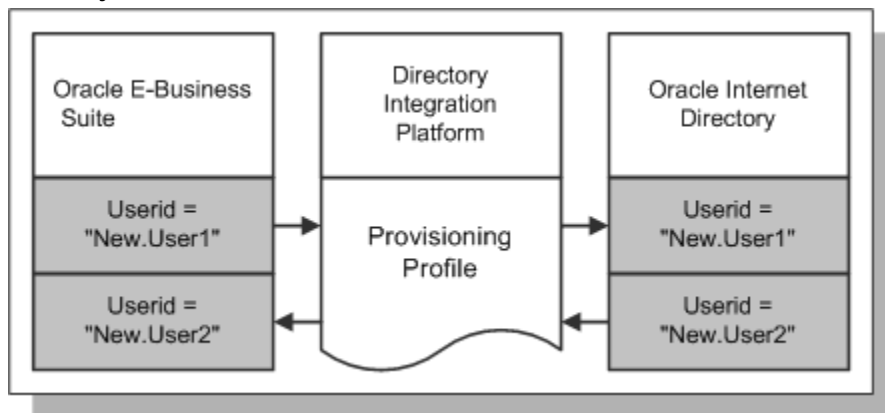 Oracle E-Business
Suite
Directory
Integration
Platform
Oracle Internet
Directory
Userid =
"New.User1"
Provisioning
Profile
Userid =
"New.User1"
Userid =
"New.User2"
Userid =
"New.User2"